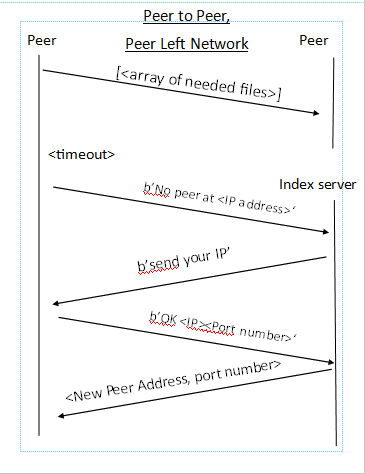 Peer to Peer,
Peer Left Network
Peer
Peer
[<array of needed files>]
<timeout>
b’No peer at <IP address>‘
Index server
b’send your IP’
b’OK <IP><Port number>‘
<New Peer Address, port number>